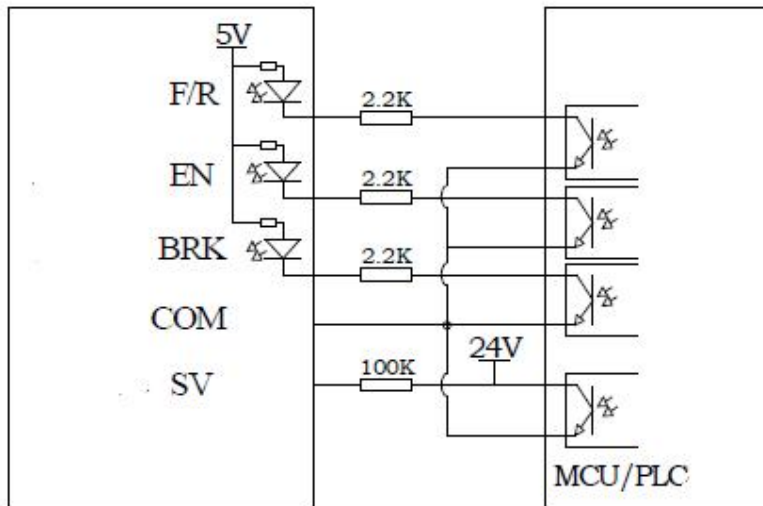 5V
F/R
2.2K
EN
2.2K
BRK
2.2K
COM
24V
SV
100K
MCU/PLC